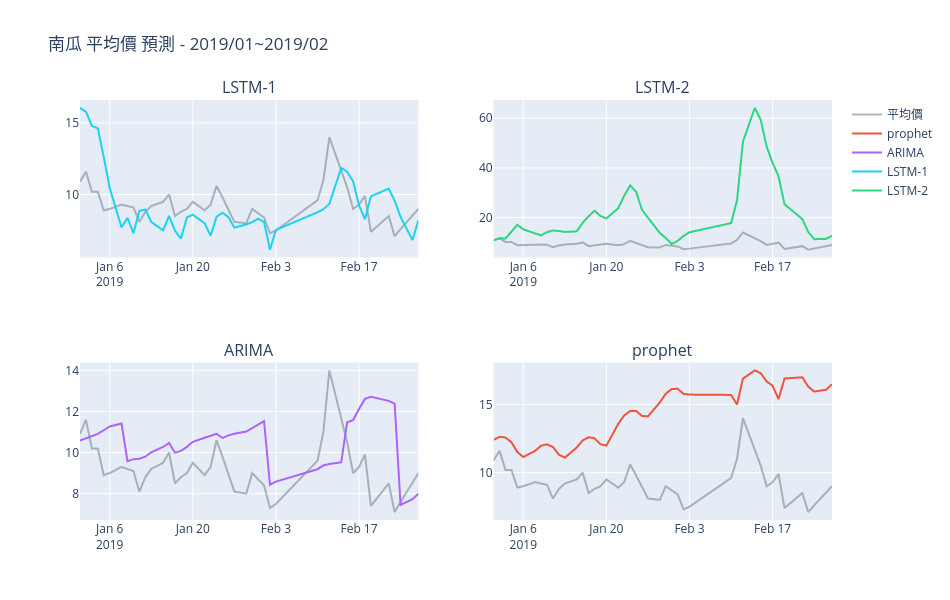 南瓜 平均價 預測 - 2019/01~2019/02
LSTM-1
15
10
Jan 6
2019
Jan 20
Feb 3
Feb 17
LSTM-2
60
40
20
Jan 6
2019
Jan 20
Feb 3
Feb 17
平均價
prophet
ARIMA
LSTM-1
LSTM-2
ARIMA
14
12
10
8
Jan 6
2019
Jan 20
Feb 3
Feb 17
prophet
15
10
Jan 6
2019
Jan 20
Feb 3
Feb 17